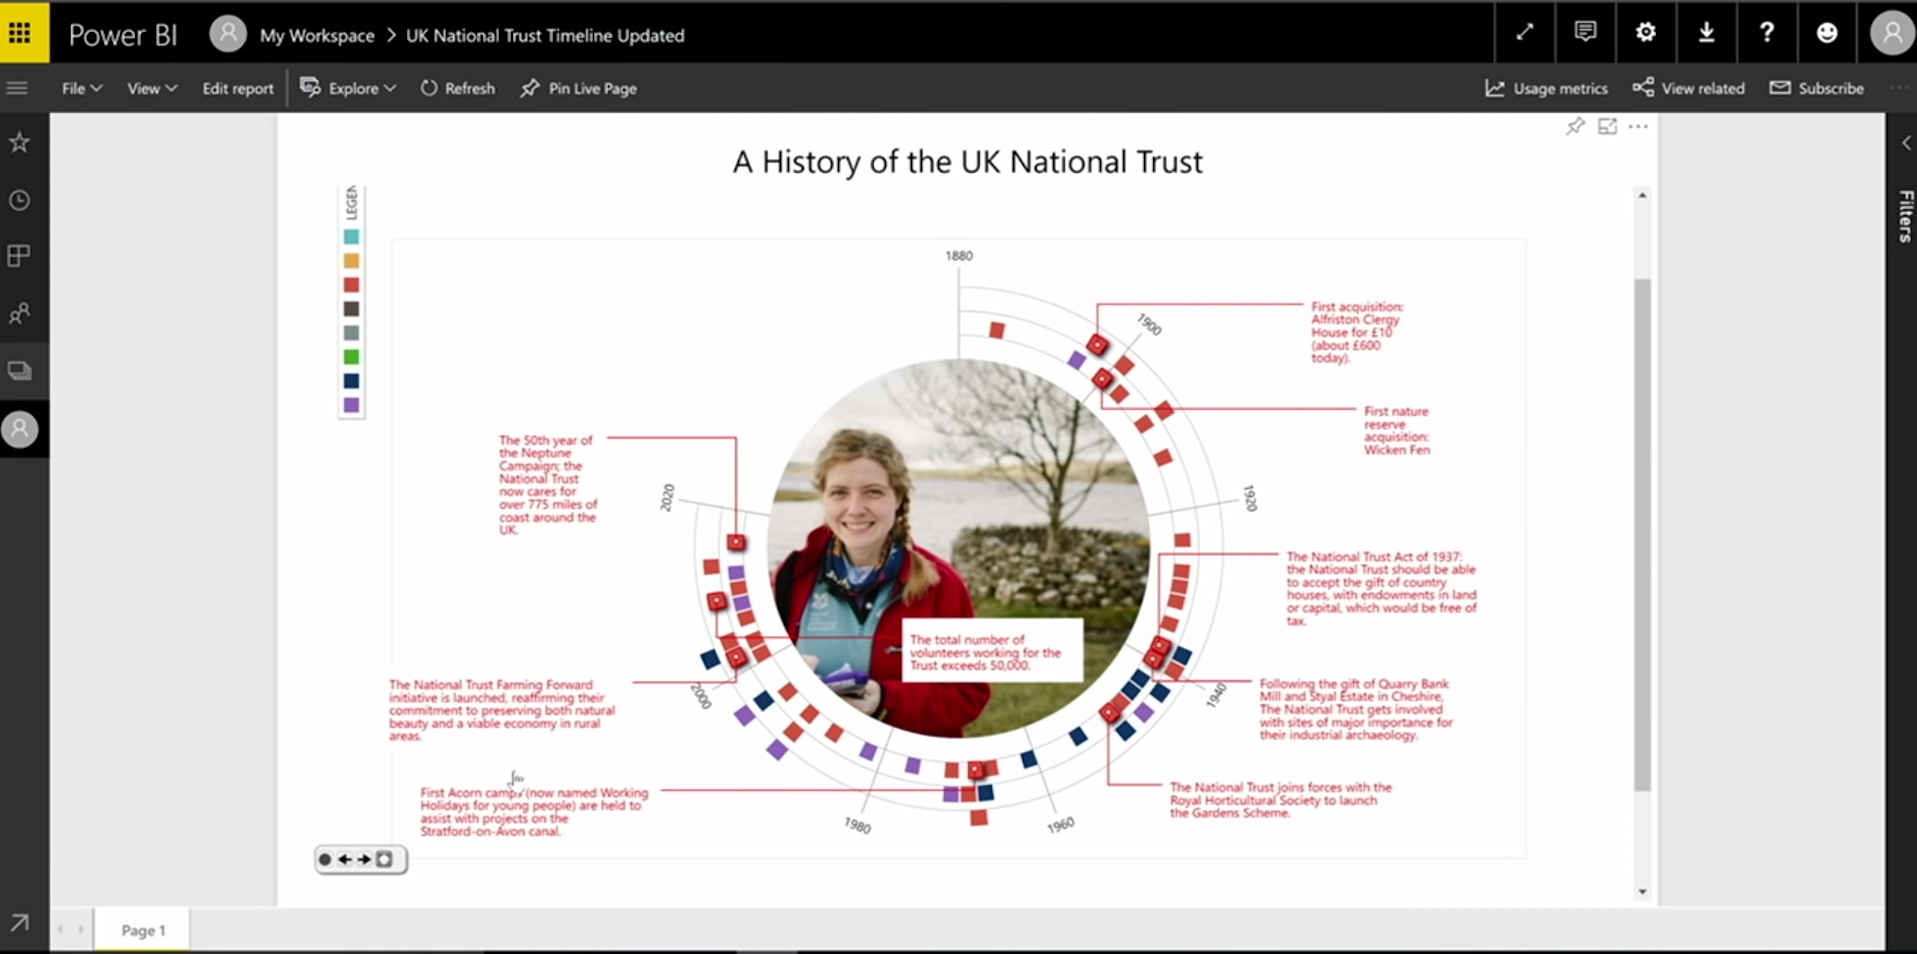 Power BI
My Workspace > UK National Trust Timeline Updated
?
File
View
Edit report
Explore
Refresh
Pin Live Page
Usage metrics
View related
Subscribe
Filters
A History of the UK National Trust
LEGEN
1880
1900
1920
1940
1960
1980
2000
2020
First acquisition:
Alfriston Clergy
House for £10
(about £600
today).
First nature
reserve
acquisition:
Wicken Fen
The National Trust Act of 1937:
the National Trust should be able
to accept the gift of country
houses, with endowments in land
or capital, which would be free of
tax.
Following the gift of Quarry Bank
Mill and Styal Estate in Cheshire,
The National Trust gets involved
with sites of major importance for
their industrial archaeology.
The National Trust joins forces with the
Royal Horticultural Society to launch
the Gardens Scheme.
First Acorn camps (now named Working
Holidays for young people) are held to
assist with projects on the
Stratford-on-Avon canal.
The National Trust Farming Forward
initiative is launched, reaffirming their
commitment to preserving both natural
beauty and a viable economy in rural
areas.
The total number of
volunteers working for the
Trust exceeds 50,000.
The 50th year of
the Neptune
Campaign; the
National Trust
now cares for
over 775 miles of
coast around the
UK.
Page 1